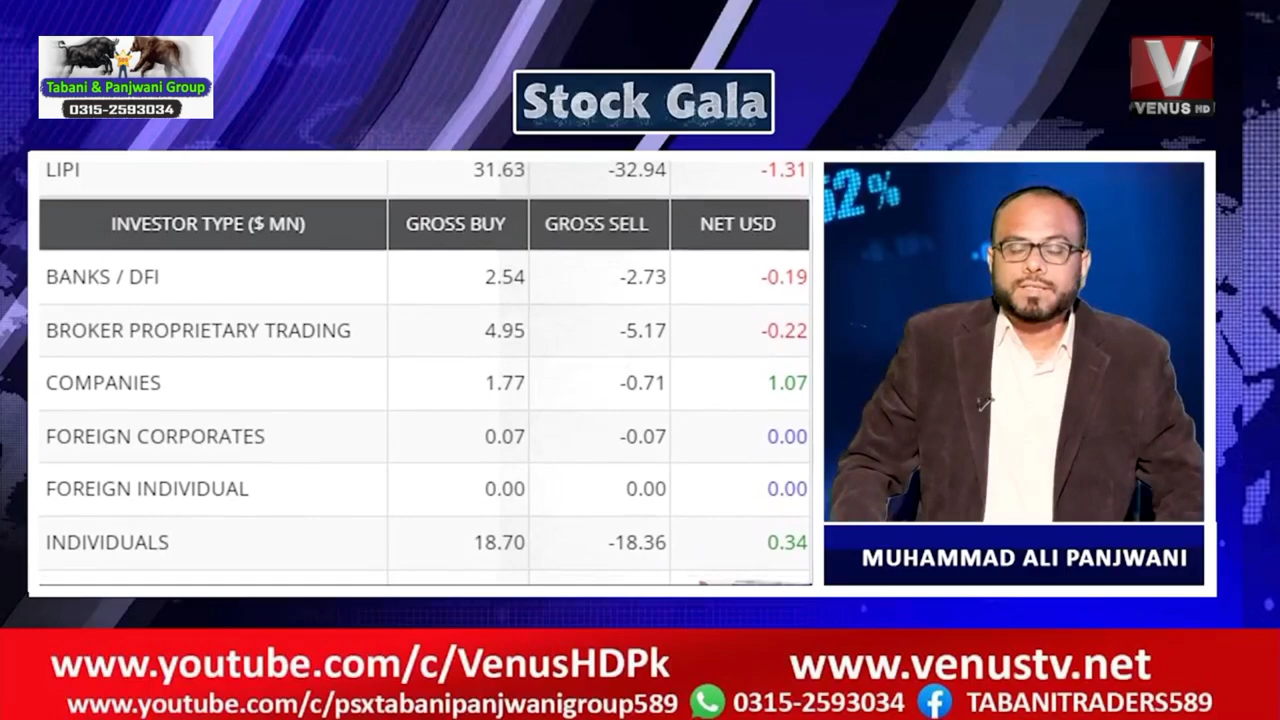 Tabani & Panjwani Group
0315-2593034
Stock Gala
V
VENUS HD
52%
LIPI 31.63 -32.94 -1.31
INVESTOR TYPE ($ MN) GROSS BUY GROSS SELL NET USD
BANKS / DFI 2.54 -2.73 -0.19
BROKER PROPRIETARY TRADING 4.95 -5.17 -0.22
COMPANIES 1.77 -0.71 1.07
FOREIGN CORPORATES 0.07 -0.07 0.00
FOREIGN INDIVIDUAL 0.00 0.00 0.00
INDIVIDUALS 18.70 -18.36 0.34
MUHAMMAD ALI PANJWANI
www.youtube.com/c/VenusHDPk www.venustv.net
www.youtube.com/c/psxtabanipanjwanigroup589 0315-2593034 TABANITRADERS589